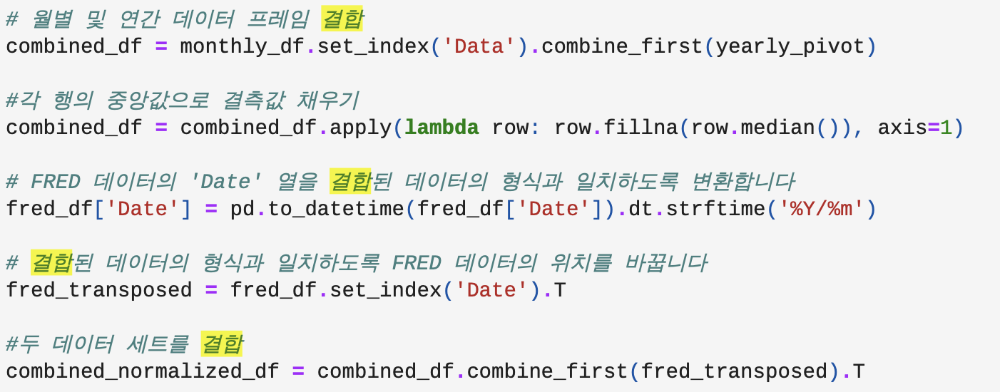 # 월별 및 연간 데이터 프레임 결합
combined_df = monthly_df.set_index('Data').combine_first(yearly_pivot)
#각 행의 중앙값으로 결측값 채우기
combined_df = combined_df.apply(lambda row: row.fillna(row.median()), axis=1)
# FRED 데이터의 'Date' 열을 결합된 데이터의 형식과 일치하도록 변환합니다
fred_df['Date'] = pd.to_datetime(fred_df['Date']).dt.strftime('%Y/%m')
# 결합된 데이터의 형식과 일치하도록 FRED 데이터의 위치를 바꿉니다
fred_transposed = fred_df.set_index('Date').T
#두 데이터 세트를 결합
combined_normalized_df = combined_df.combine_first(fred_transposed).T